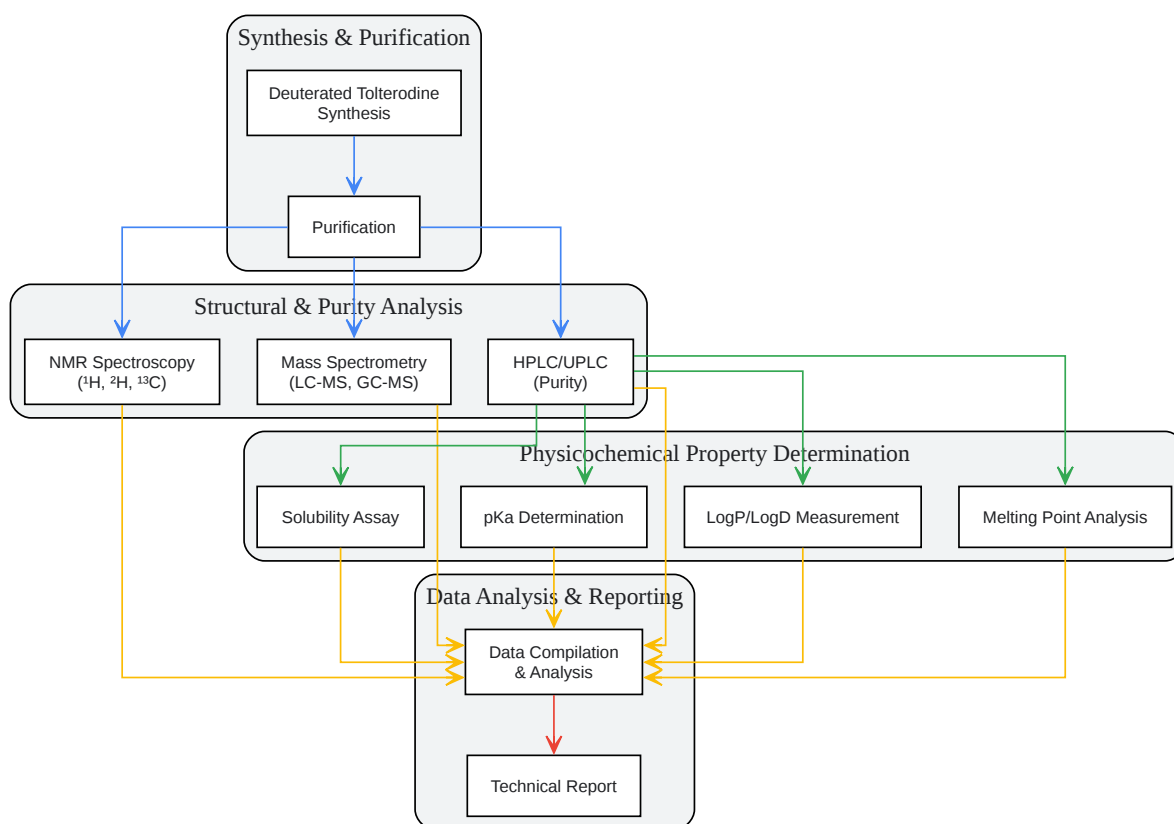 Synthesis & Purification
Deuterated Tolterodine
Synthesis
Purification
Structural & Purity Analysis
NMR Spectroscopy
(¹H, ²H, ¹³C)
Mass Spectrometry
(LC-MS, GC-MS)
HPLC/UPLC
(Purity)
Physicochemical Property Determination
Solubility Assay
pKa Determination
LogP/LogD Measurement
Melting Point Analysis
Data Analysis & Reporting
Data Compilation
& Analysis
Technical Report